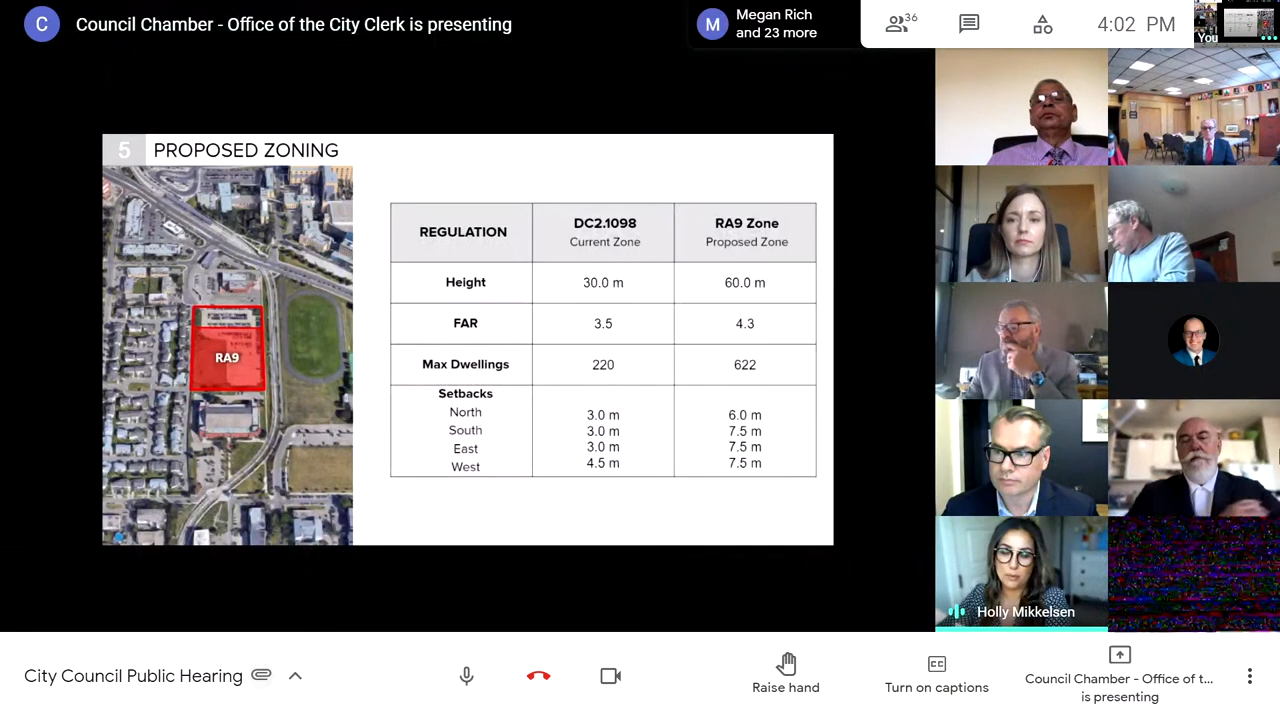 C
Council Chamber - Office of the City Clerk is presenting
M
Megan Rich
and 23 more
36
4:02 PM
You
5 PROPOSED ZONING
REGULATION
DC2.1098
Current Zone
RA9 Zone
Proposed Zone
Height 30.0 m 60.0 m
FAR 3.5 4.3
Max Dwellings 220 622
Setbacks
North 3.0 m 6.0 m
South 3.0 m 7.5 m
East 3.0 m 7.5 m
West 4.5 m 7.5 m
RA9
Holly Mikkelsen
City Council Public Hearing
Raise hand
CC
Turn on captions
Council Chamber - Office of t...
is presenting